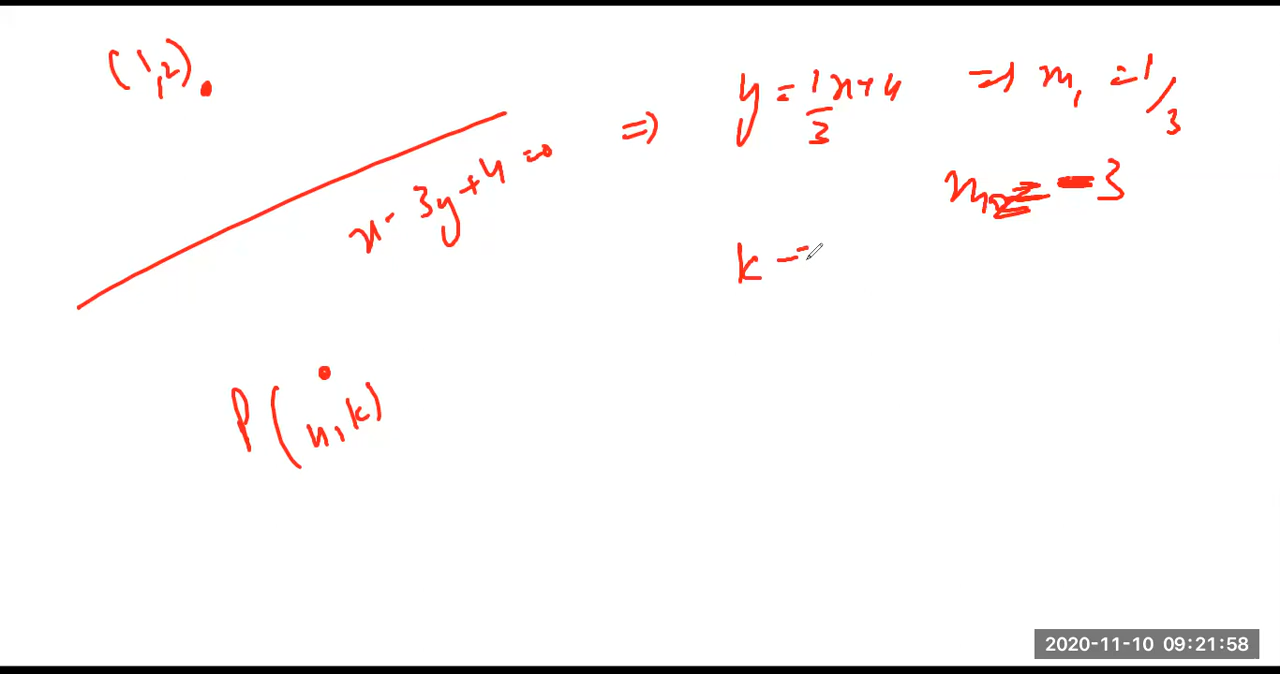 (1,2)
x - 3y + 4 = 0
P(h, k)
⇒ y = 1/3 x + 4 ⇒ m₁ = 1/3
m₂ = -3
k -
2020-11-10 09:21:58